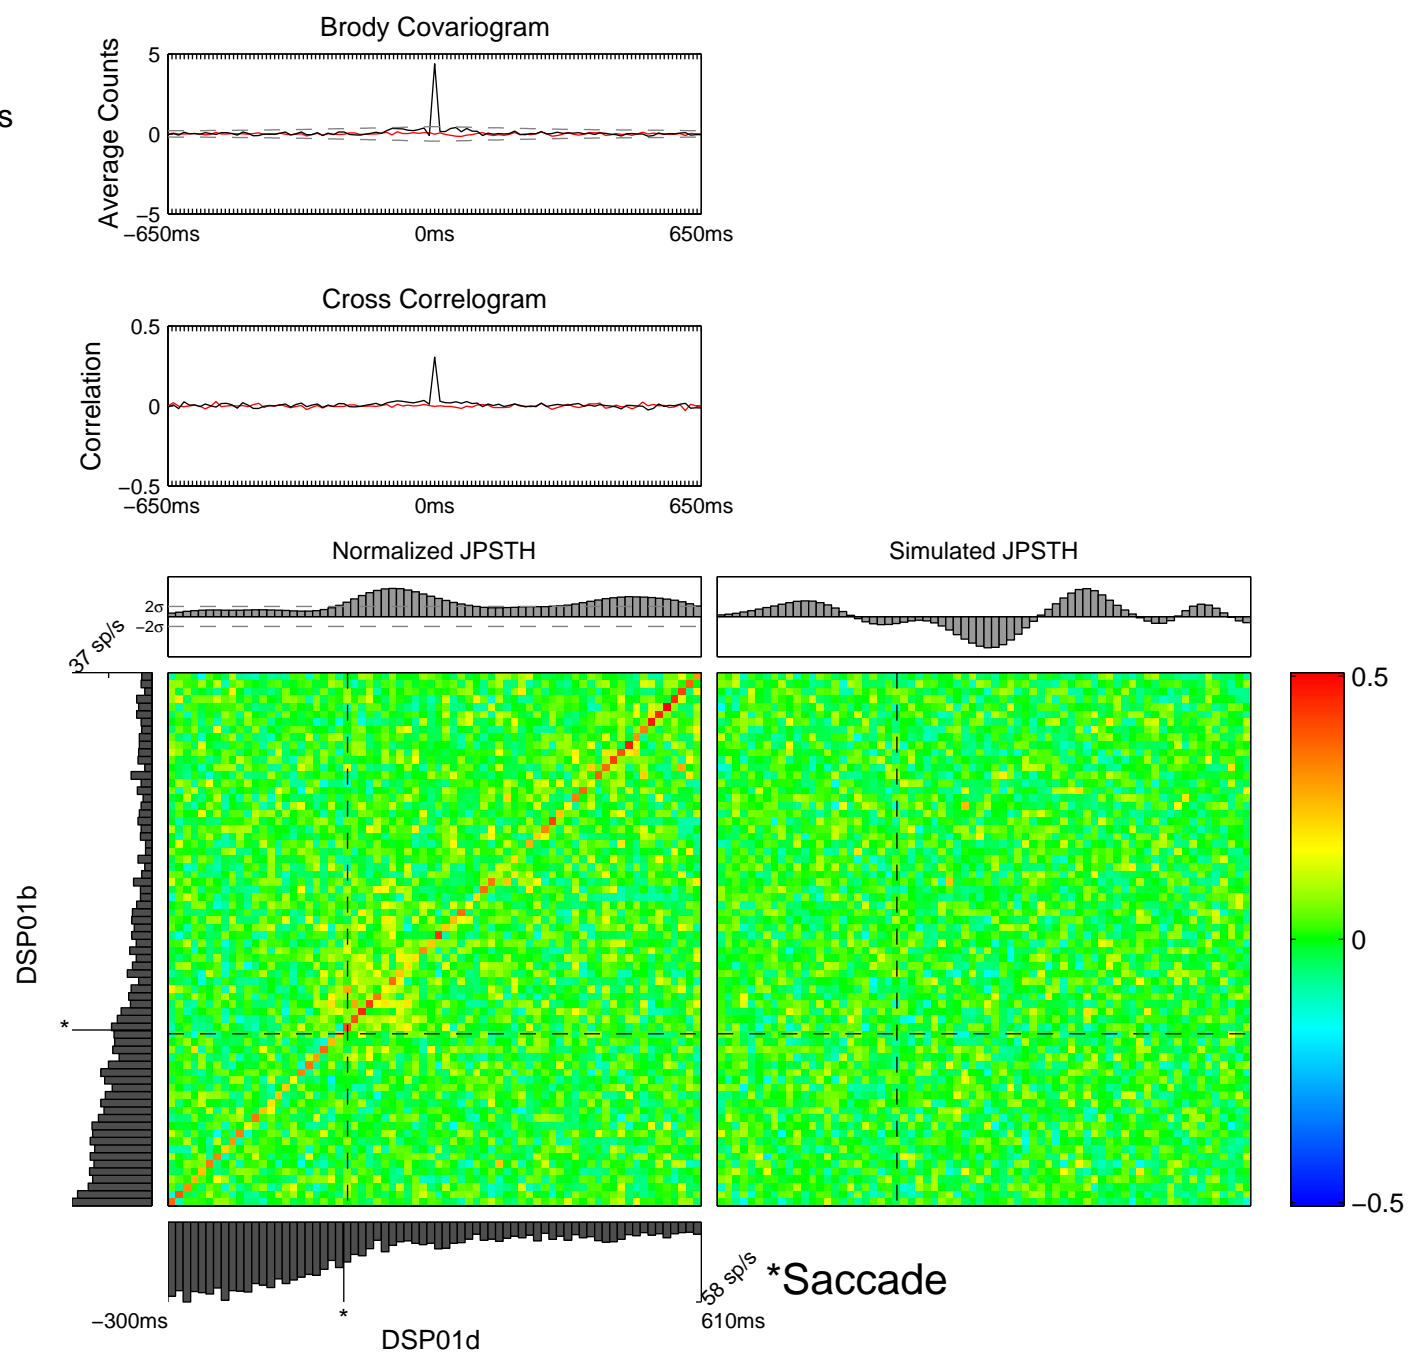 Brody Covariogram
s
Average Counts
5
0
−5
−650ms 0ms 650ms
Cross Correlogram
Correlation
0.5
0
−0.5
−650ms 0ms 650ms
Normalized JPSTH
Simulated JPSTH
2σ
−2σ
37 sp/s
DSP01b
*
0.5
0
−0.5
58 sp/s
*Saccade
*
−300ms
610ms
DSP01d